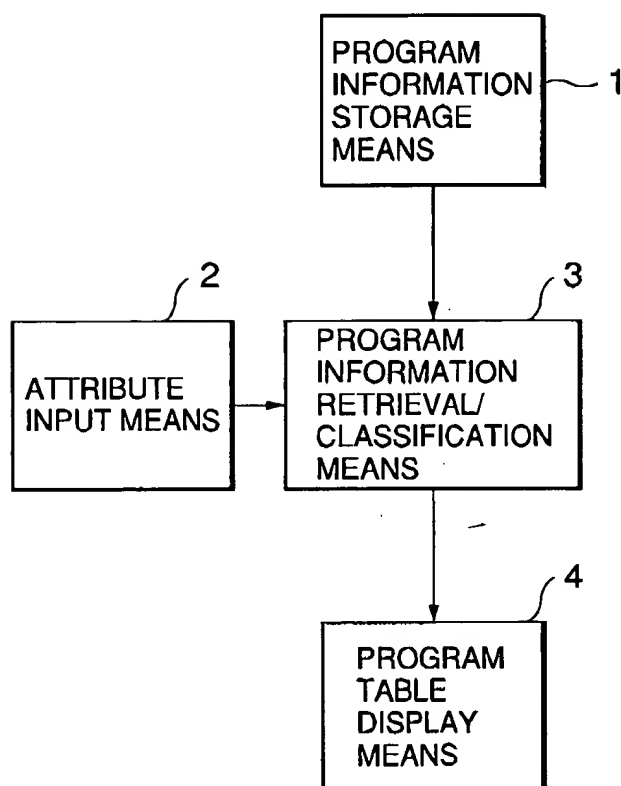 PROGRAM
INFORMATION
STORAGE
MEANS
1
2
ATTRIBUTE
INPUT MEANS
3
PROGRAM
INFORMATION
RETRIEVAL/
CLASSIFICATION
MEANS
4
PROGRAM
TABLE
DISPLAY
MEANS